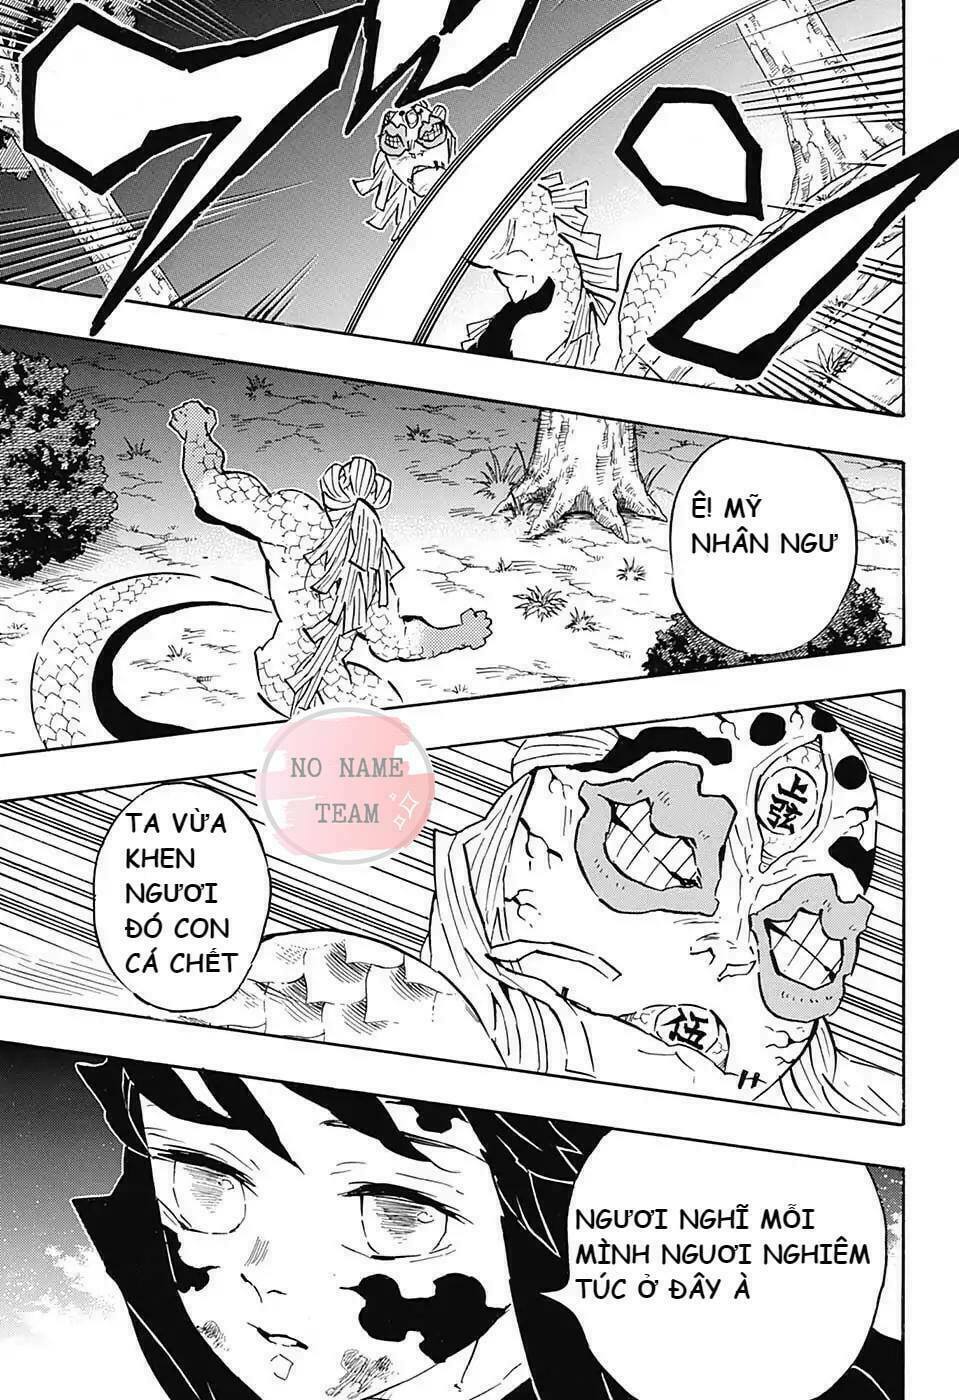 Ê! MỸ
NHÂN NGƯ
上弦
伍
TA VỪA
KHEN
NGƯƠI
ĐÓ CON
CÁ CHẾT
NO NAME
TEAM
NGƯƠI NGHĨ MỖI
MÌNH NGUƠI NGHIÊM
TÚC Ở ĐÂY À